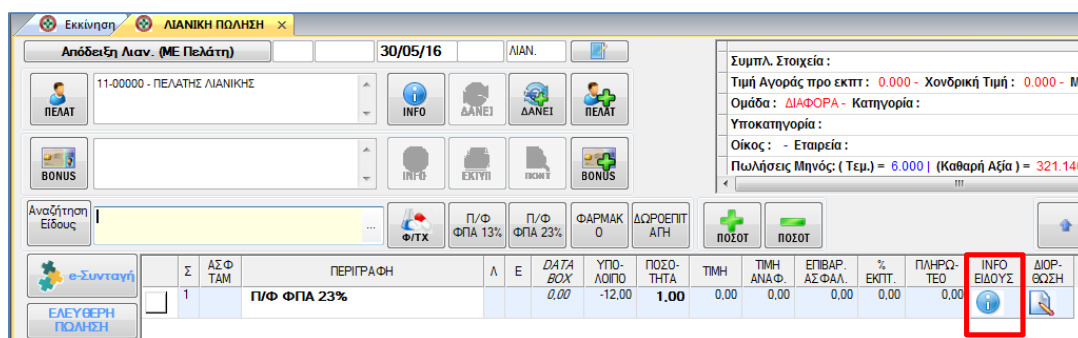 Εκκίνηση ΛΙΑΝΙΚΗ ΠΩΛΗΣΗ ×
Απόδειξη Λιαν. (ΜΕ Πελάτη) 30/05/16 ΛΙΑΝ.
Συμπλ. Στοιχεία :
Τιμή Αγοράς προ εκπτ : 0.000 - Χονδρική Τιμή : 0.000 - Μ
Ομάδα : ΔΙΑΦΟΡΑ - Κατηγορία :
Υποκατηγορία :
Οίκος : - Εταιρεία :
Πωλήσεις Μηνός: ( Τεμ.) = 6.000 | (Καθαρή Αξία ) = 321.140
11-00000 - ΠΕΛΑΤΗΣ ΛΙΑΝΙΚΗΣ
ΠΕΛΑΤ INFO ΔΑΝΕΙ ΔΑΝΕΙ ΠΕΛΑΤ
BONUS INFO ΕΚΤΥΠ ΠΟΝΤ BONUS
Αναζήτηση Είδους ... Φ/ΤΧ Π/Φ ΦΠΑ 13% Π/Φ ΦΠΑ 23% ΦΑΡΜΑΚΟ ΔΩΡΟΕΠΙΤΑΓΗ ΠΟΣΟΤ ΠΟΣΟΤ
e-Συνταγή Σ ΑΣΦ ΤΑΜ ΠΕΡΙΓΡΑΦΗ Λ Ε DATA BOX ΥΠΟ-ΛΟΙΠΟ ΠΟΣΟ-ΤΗΤΑ ΤΙΜΗ ΤΙΜΗ ΑΝΑΦ. ΕΠΙΒΑΡ. ΑΣΦΑΛ. % ΕΚΠΤ. ΠΛΗΡΩ-ΤΕΟ INFO ΕΙΔΟΥΣ ΔΙΟΡ-ΘΩΣΗ
1 Π/Φ ΦΠΑ 23% 0,00 -12,00 1,00 0,00 0,00 0,00 0,00 0,00
ΕΛΕΥΘΕΡΗ ΠΩΛΗΣΗ